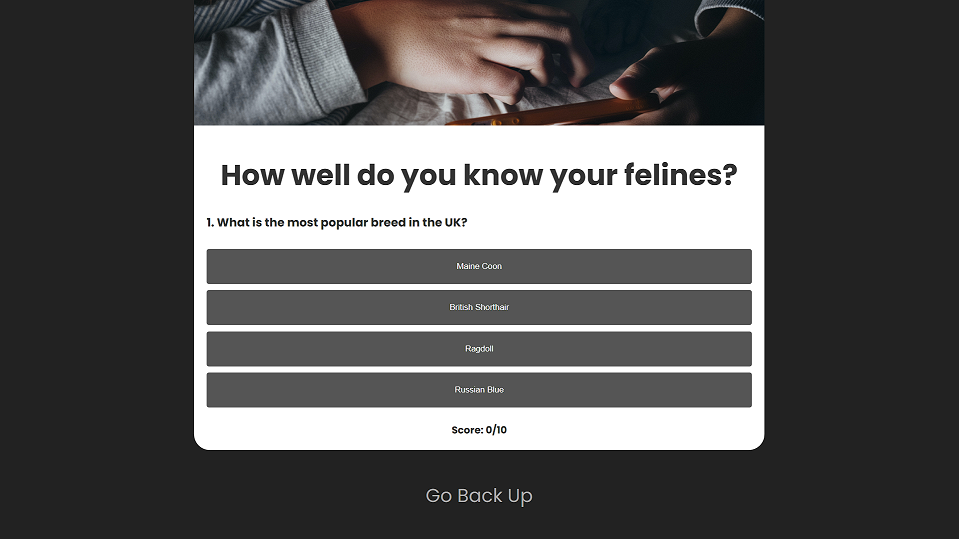 How well do you know your felines?
1. What is the most popular breed in the UK?
Maine Coon
British Shorthair
Ragdoll
Russian Blue
Score: 0/10
Go Back Up